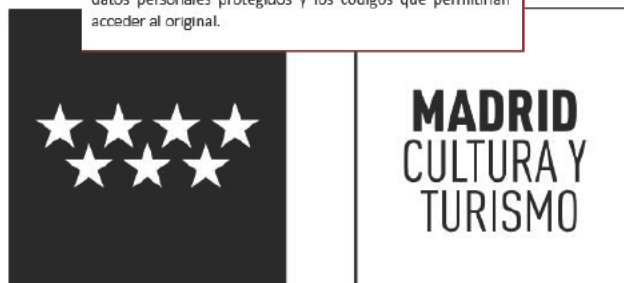 datos personales protegidos y los códigos que permitirían
acceder al original.
MADRID
CULTURA Y
TURISMO